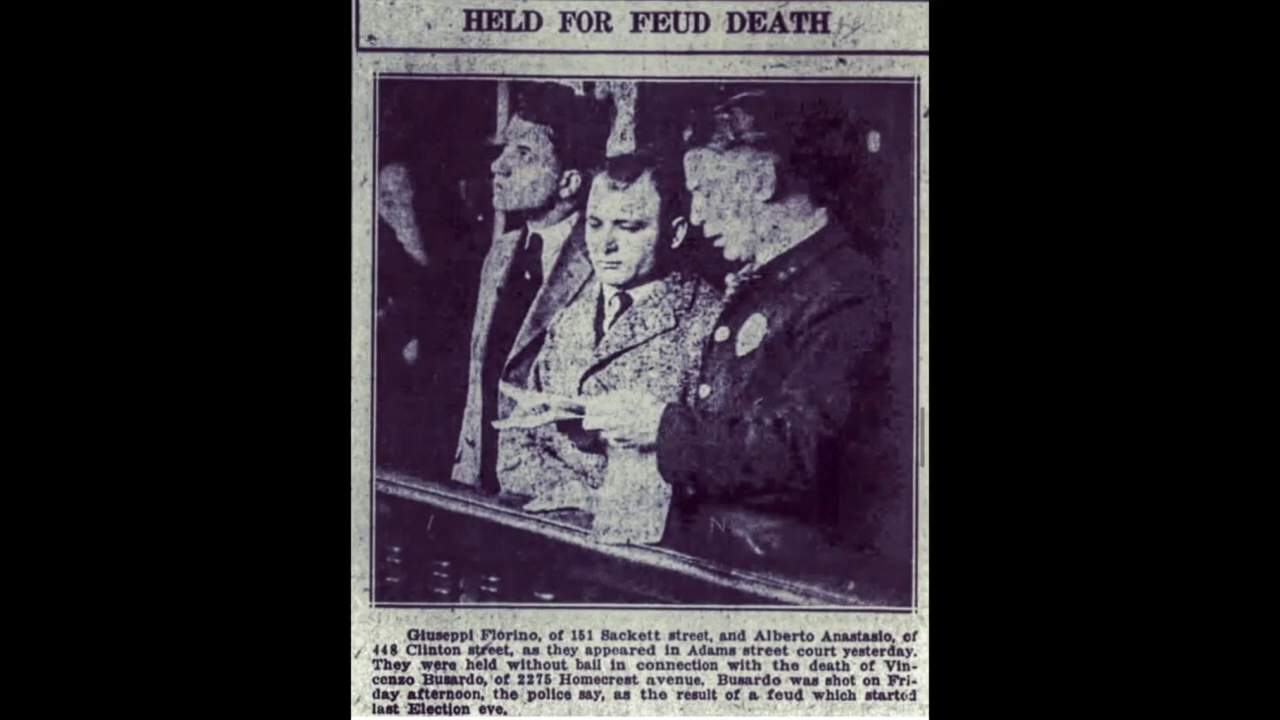 HELD FOR FEUD DEATH
Giuseppi Florino, of 151 Sackett street, and Alberto Anastasio, of
448 Clinton street, as they appeared in Adams street court yesterday.
They were held without bail in connection with the death of Vin-
cenzo Busardo, of 2275 Homecrest avenue. Busardo was shot on Fri-
day afternoon, the police say, as the result of a feud which started
last Election eve.